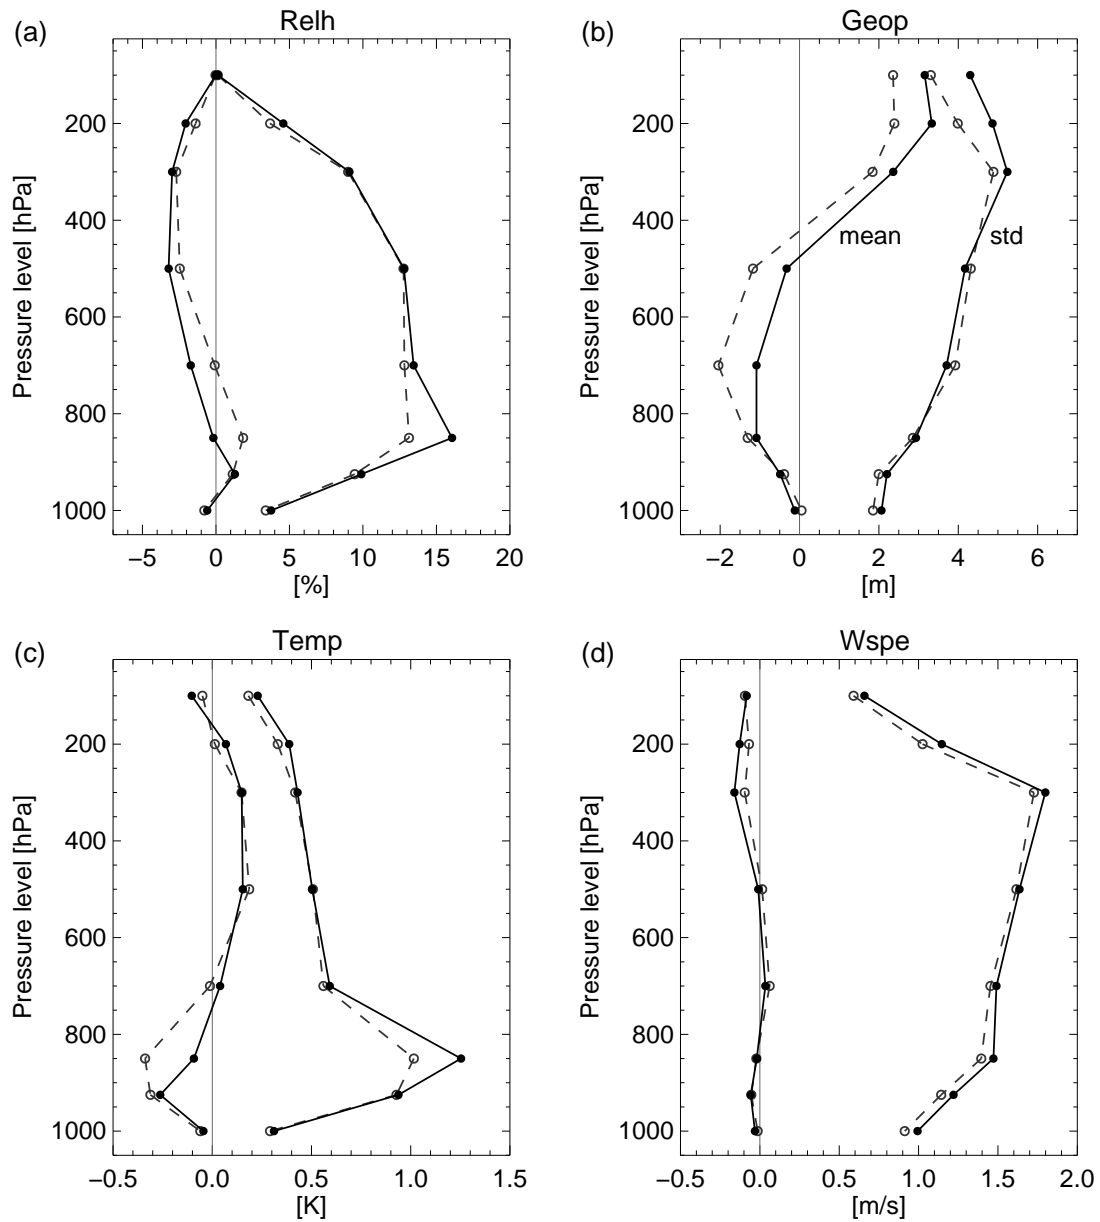 (a) Relh
Pressure level [hPa]
200
400
600
800
1000
−5 0 5 10 15 20
[%]
(b) Geop
Pressure level [hPa]
200
400
600
800
1000
mean std
−2 0 2 4 6
[m]
(c) Temp
Pressure level [hPa]
200
400
600
800
1000
−0.5 0.0 0.5 1.0 1.5
[K]
(d) Wspe
Pressure level [hPa]
200
400
600
800
1000
−0.5 0.0 0.5 1.0 1.5 2.0
[m/s]